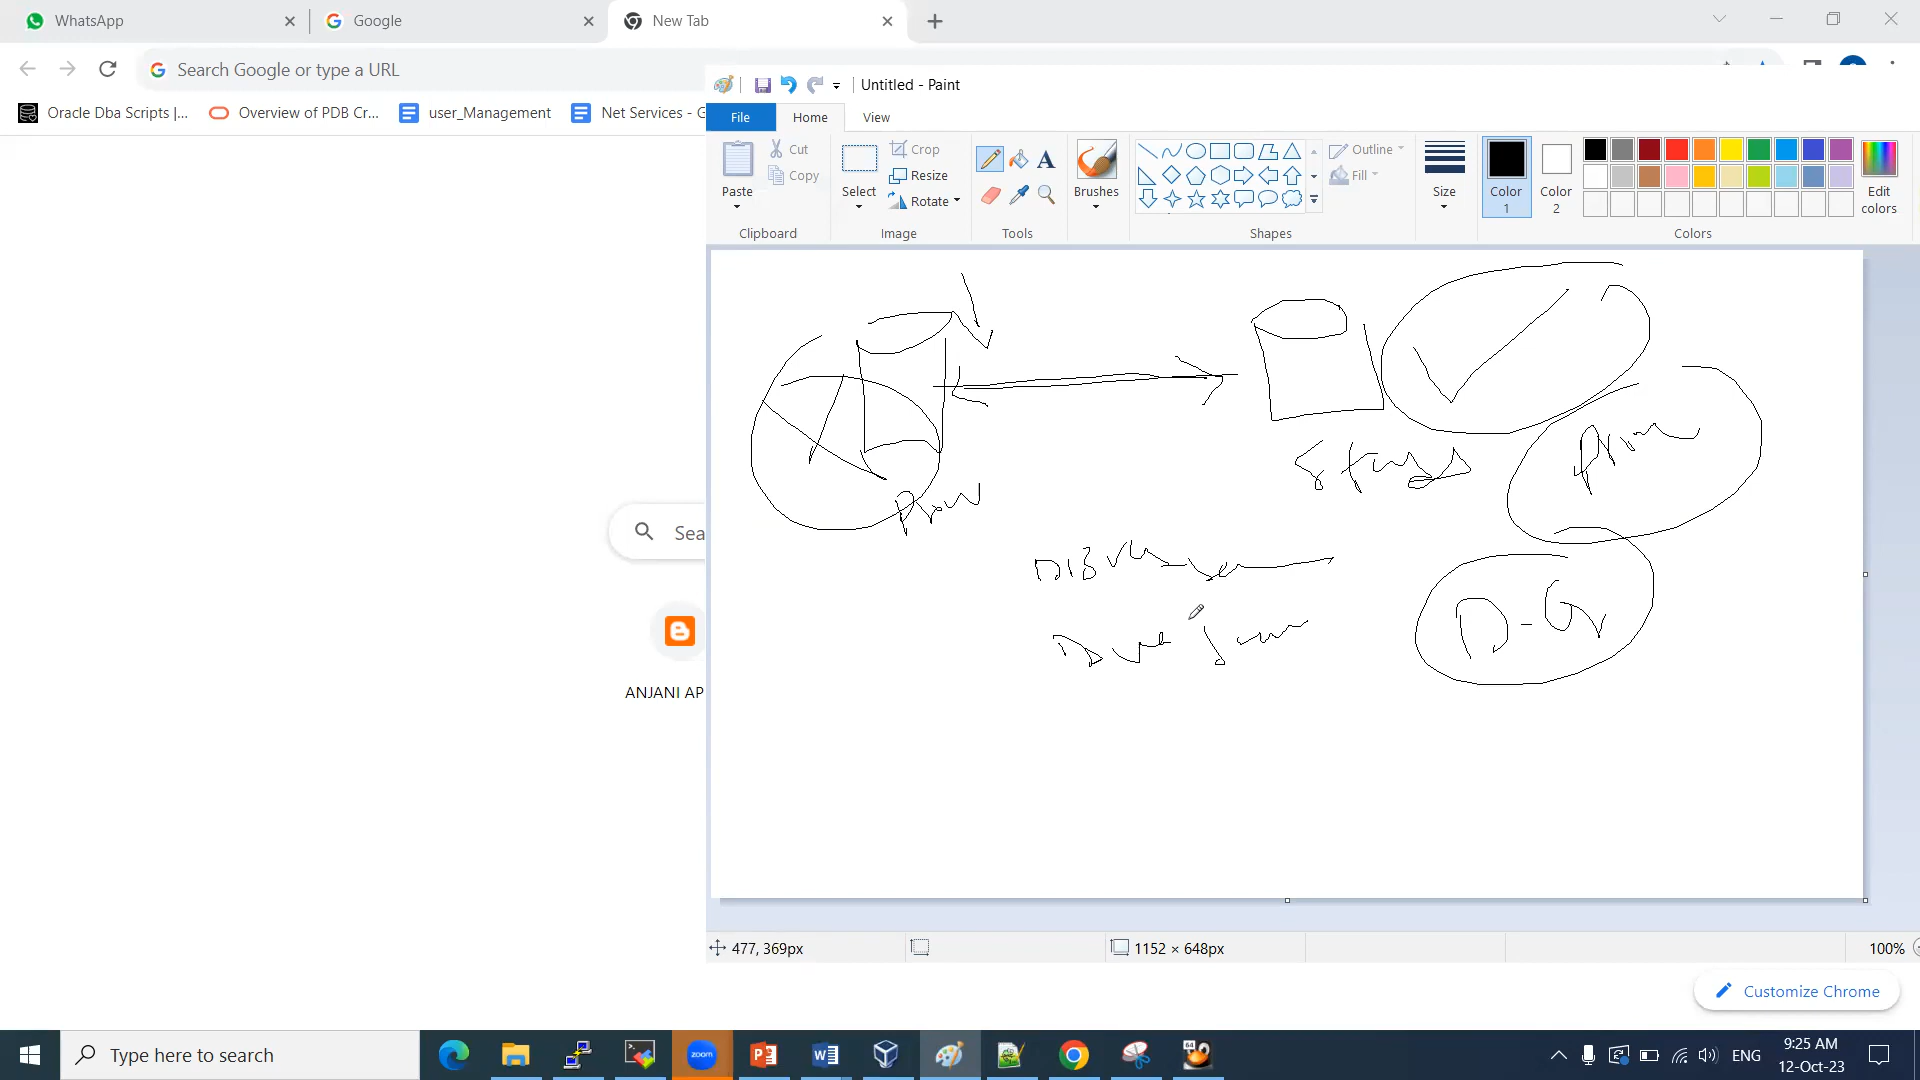 WhatsApp
Google
New Tab
Search Google or type a URL
Oracle Dba Scripts |...
Overview of PDB Cr...
user_Management
Net Services - G
Untitled - Paint
File
Home
View
Paste
Cut
Copy
Clipboard
Select
Crop
Resize
Rotate
Image
A
Tools
Brushes
Shapes
Outline
Fill
Size
Color 1
Color 2
Edit colors
Colors
D-G
Sea
ANJANI AP
477, 369px
1152 × 648px
100%
Customize Chrome
Type here to search
zoom
64
ENG
9:25 AM
12-Oct-23